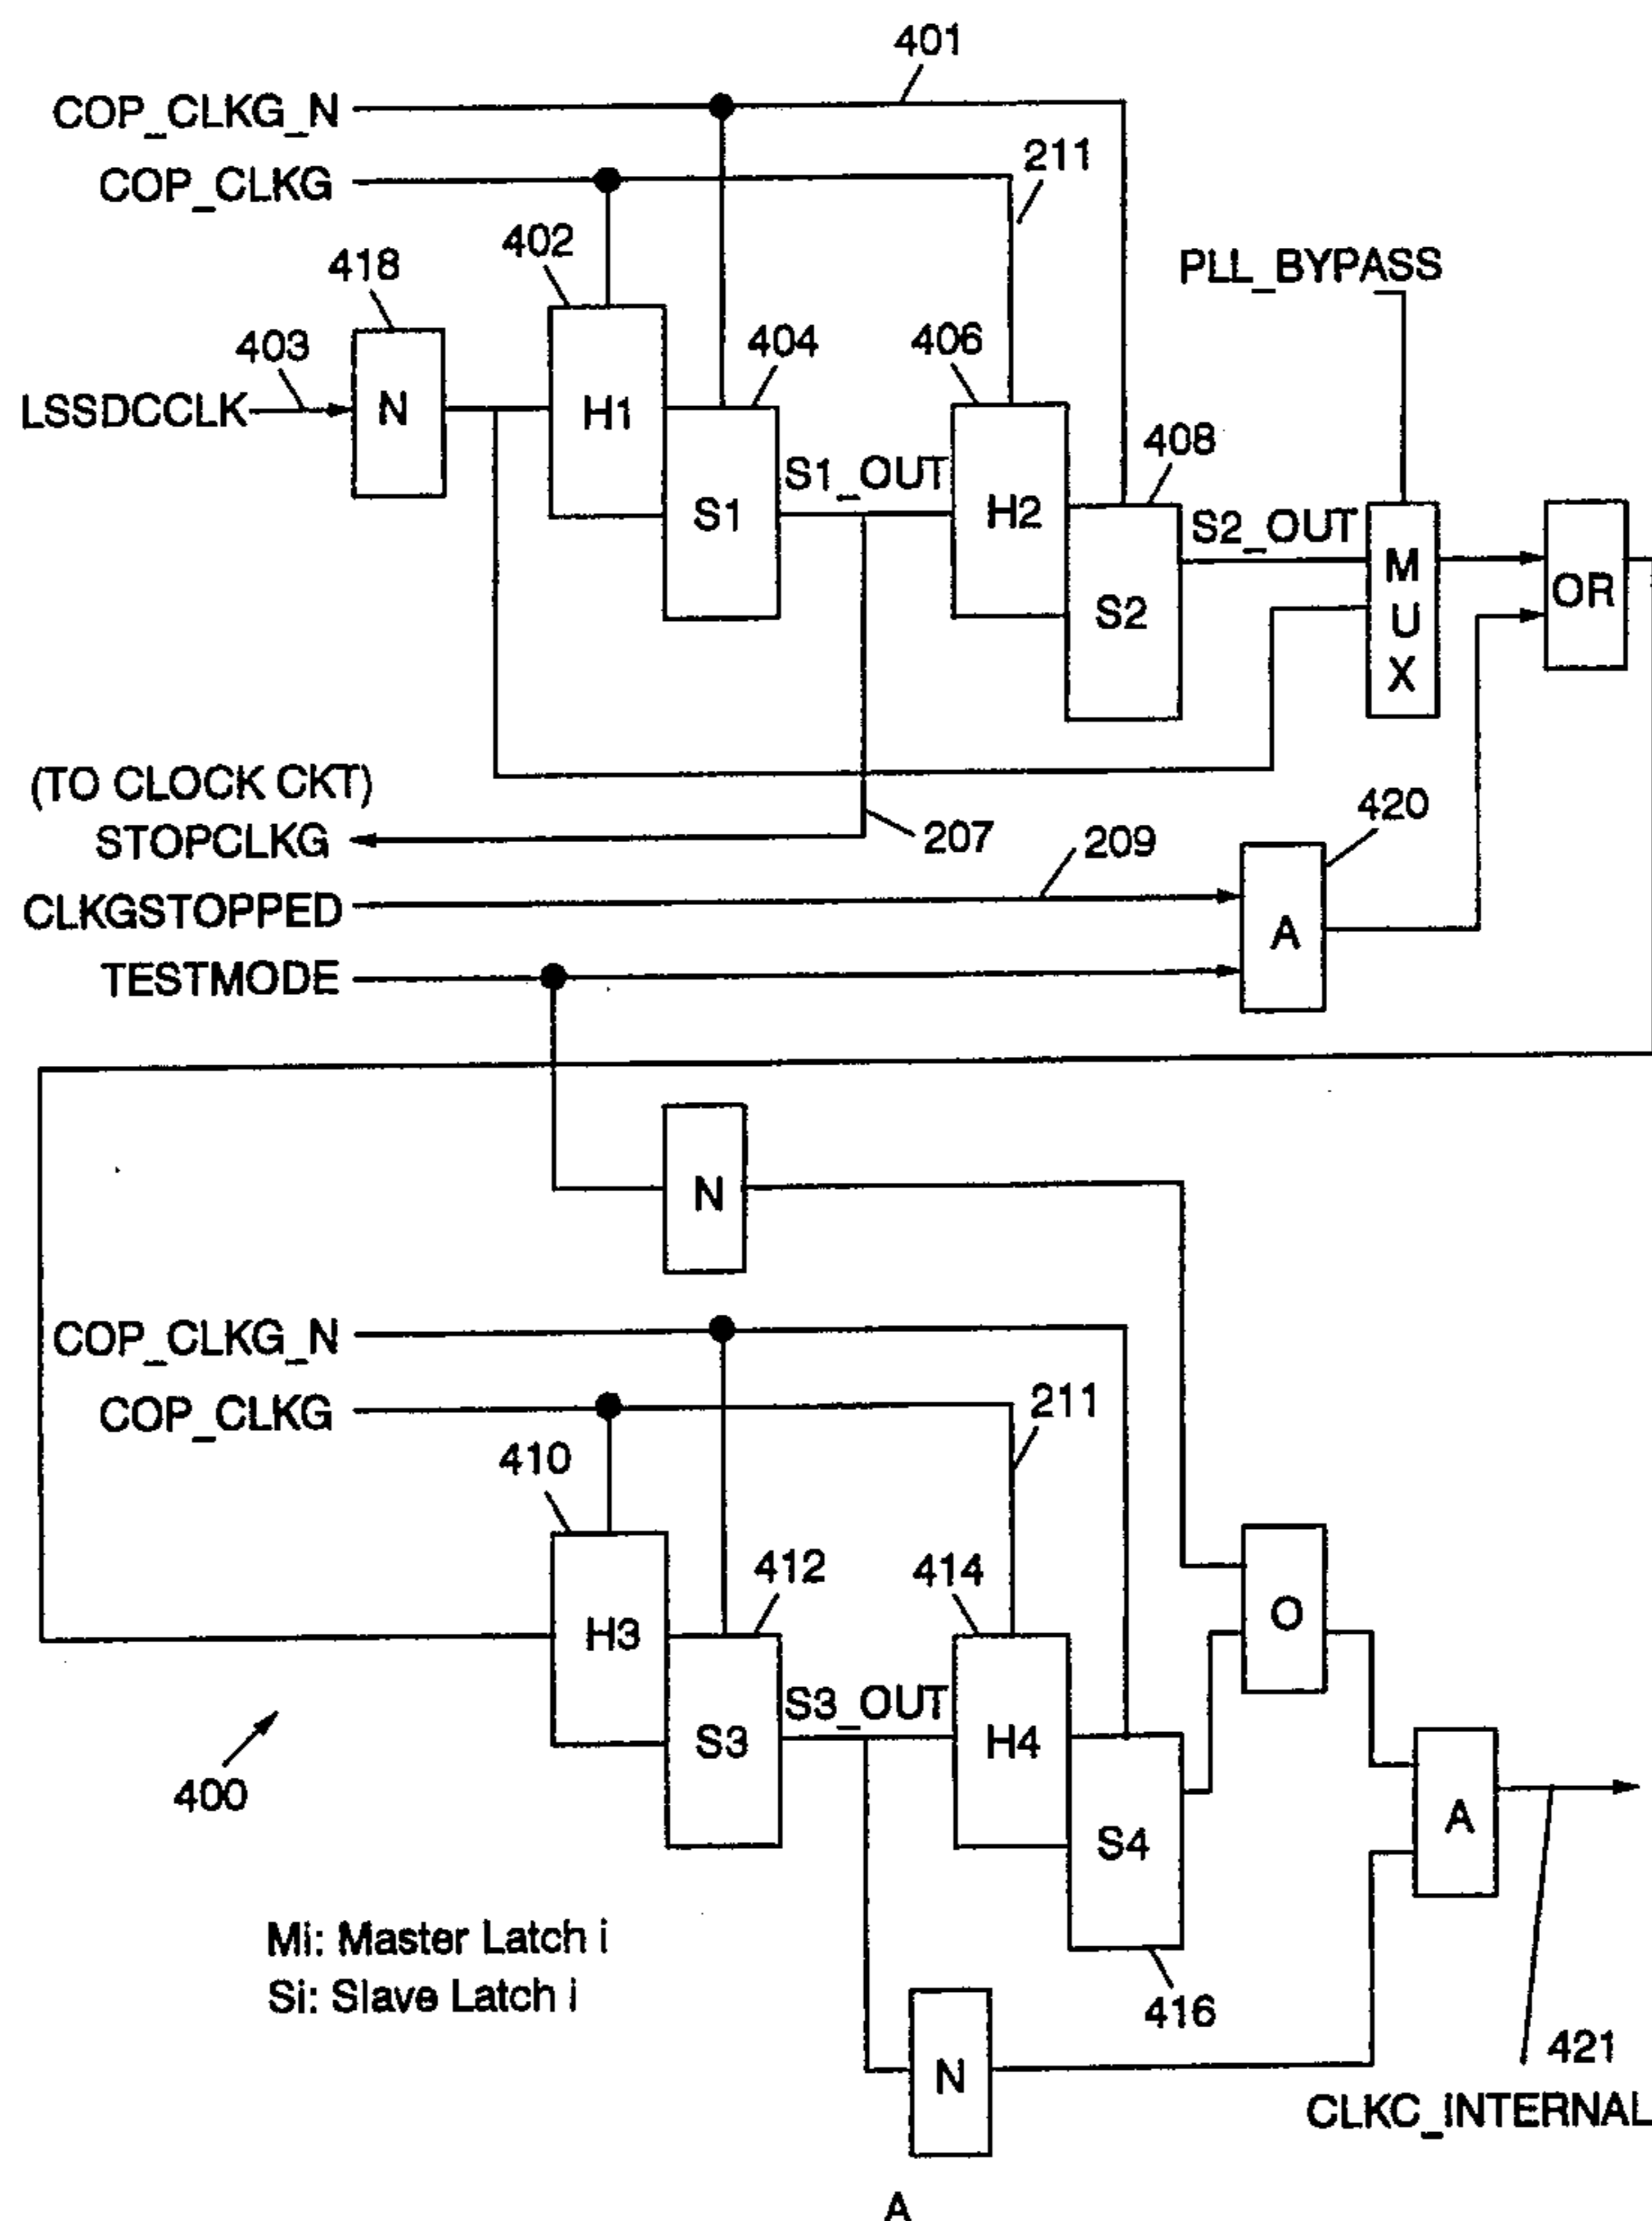 401
COP_CLKG_N
COP_CLKG
211
402
418
PLL_BYPASS
403
404
406
LSSDCCLK
N
H1
408
S1_OUT
S1
H2
S2_OUT
M
U
X
OR
S2
(TO CLOCK CKT)
STOPCLKG
207
209
420
CLKGSTOPPED
A
TESTMODE
N
COP_CLKG_N
COP_CLKG
211
410
412
414
H3
O
S3_OUT
S3
H4
400
S4
A
Mi: Master Latch i
Si: Slave Latch i
416
N
421
CLKC_INTERNAL
A